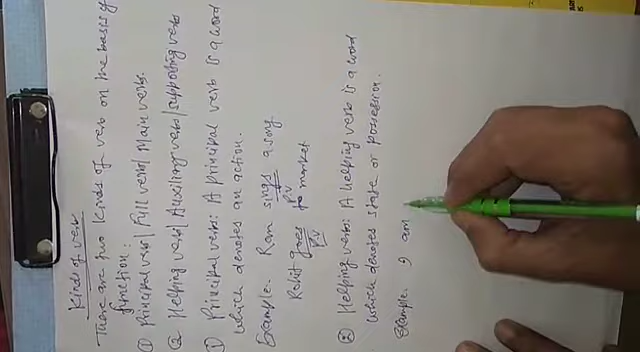 Kinds of verb
There are two kinds of verb on the basis of
function:
① Principal verb/ Full verb/ Main verb.
② Helping verb/ Auxiliary verb/ supporting verb
① Principal verb: A principal verb is a word
which denotes an action.
Example. Ram sings a song
P.V
Rohit goes to market
P.V
② Helping verb: A helping verb is a word
which denotes state or possession.
Example. I am